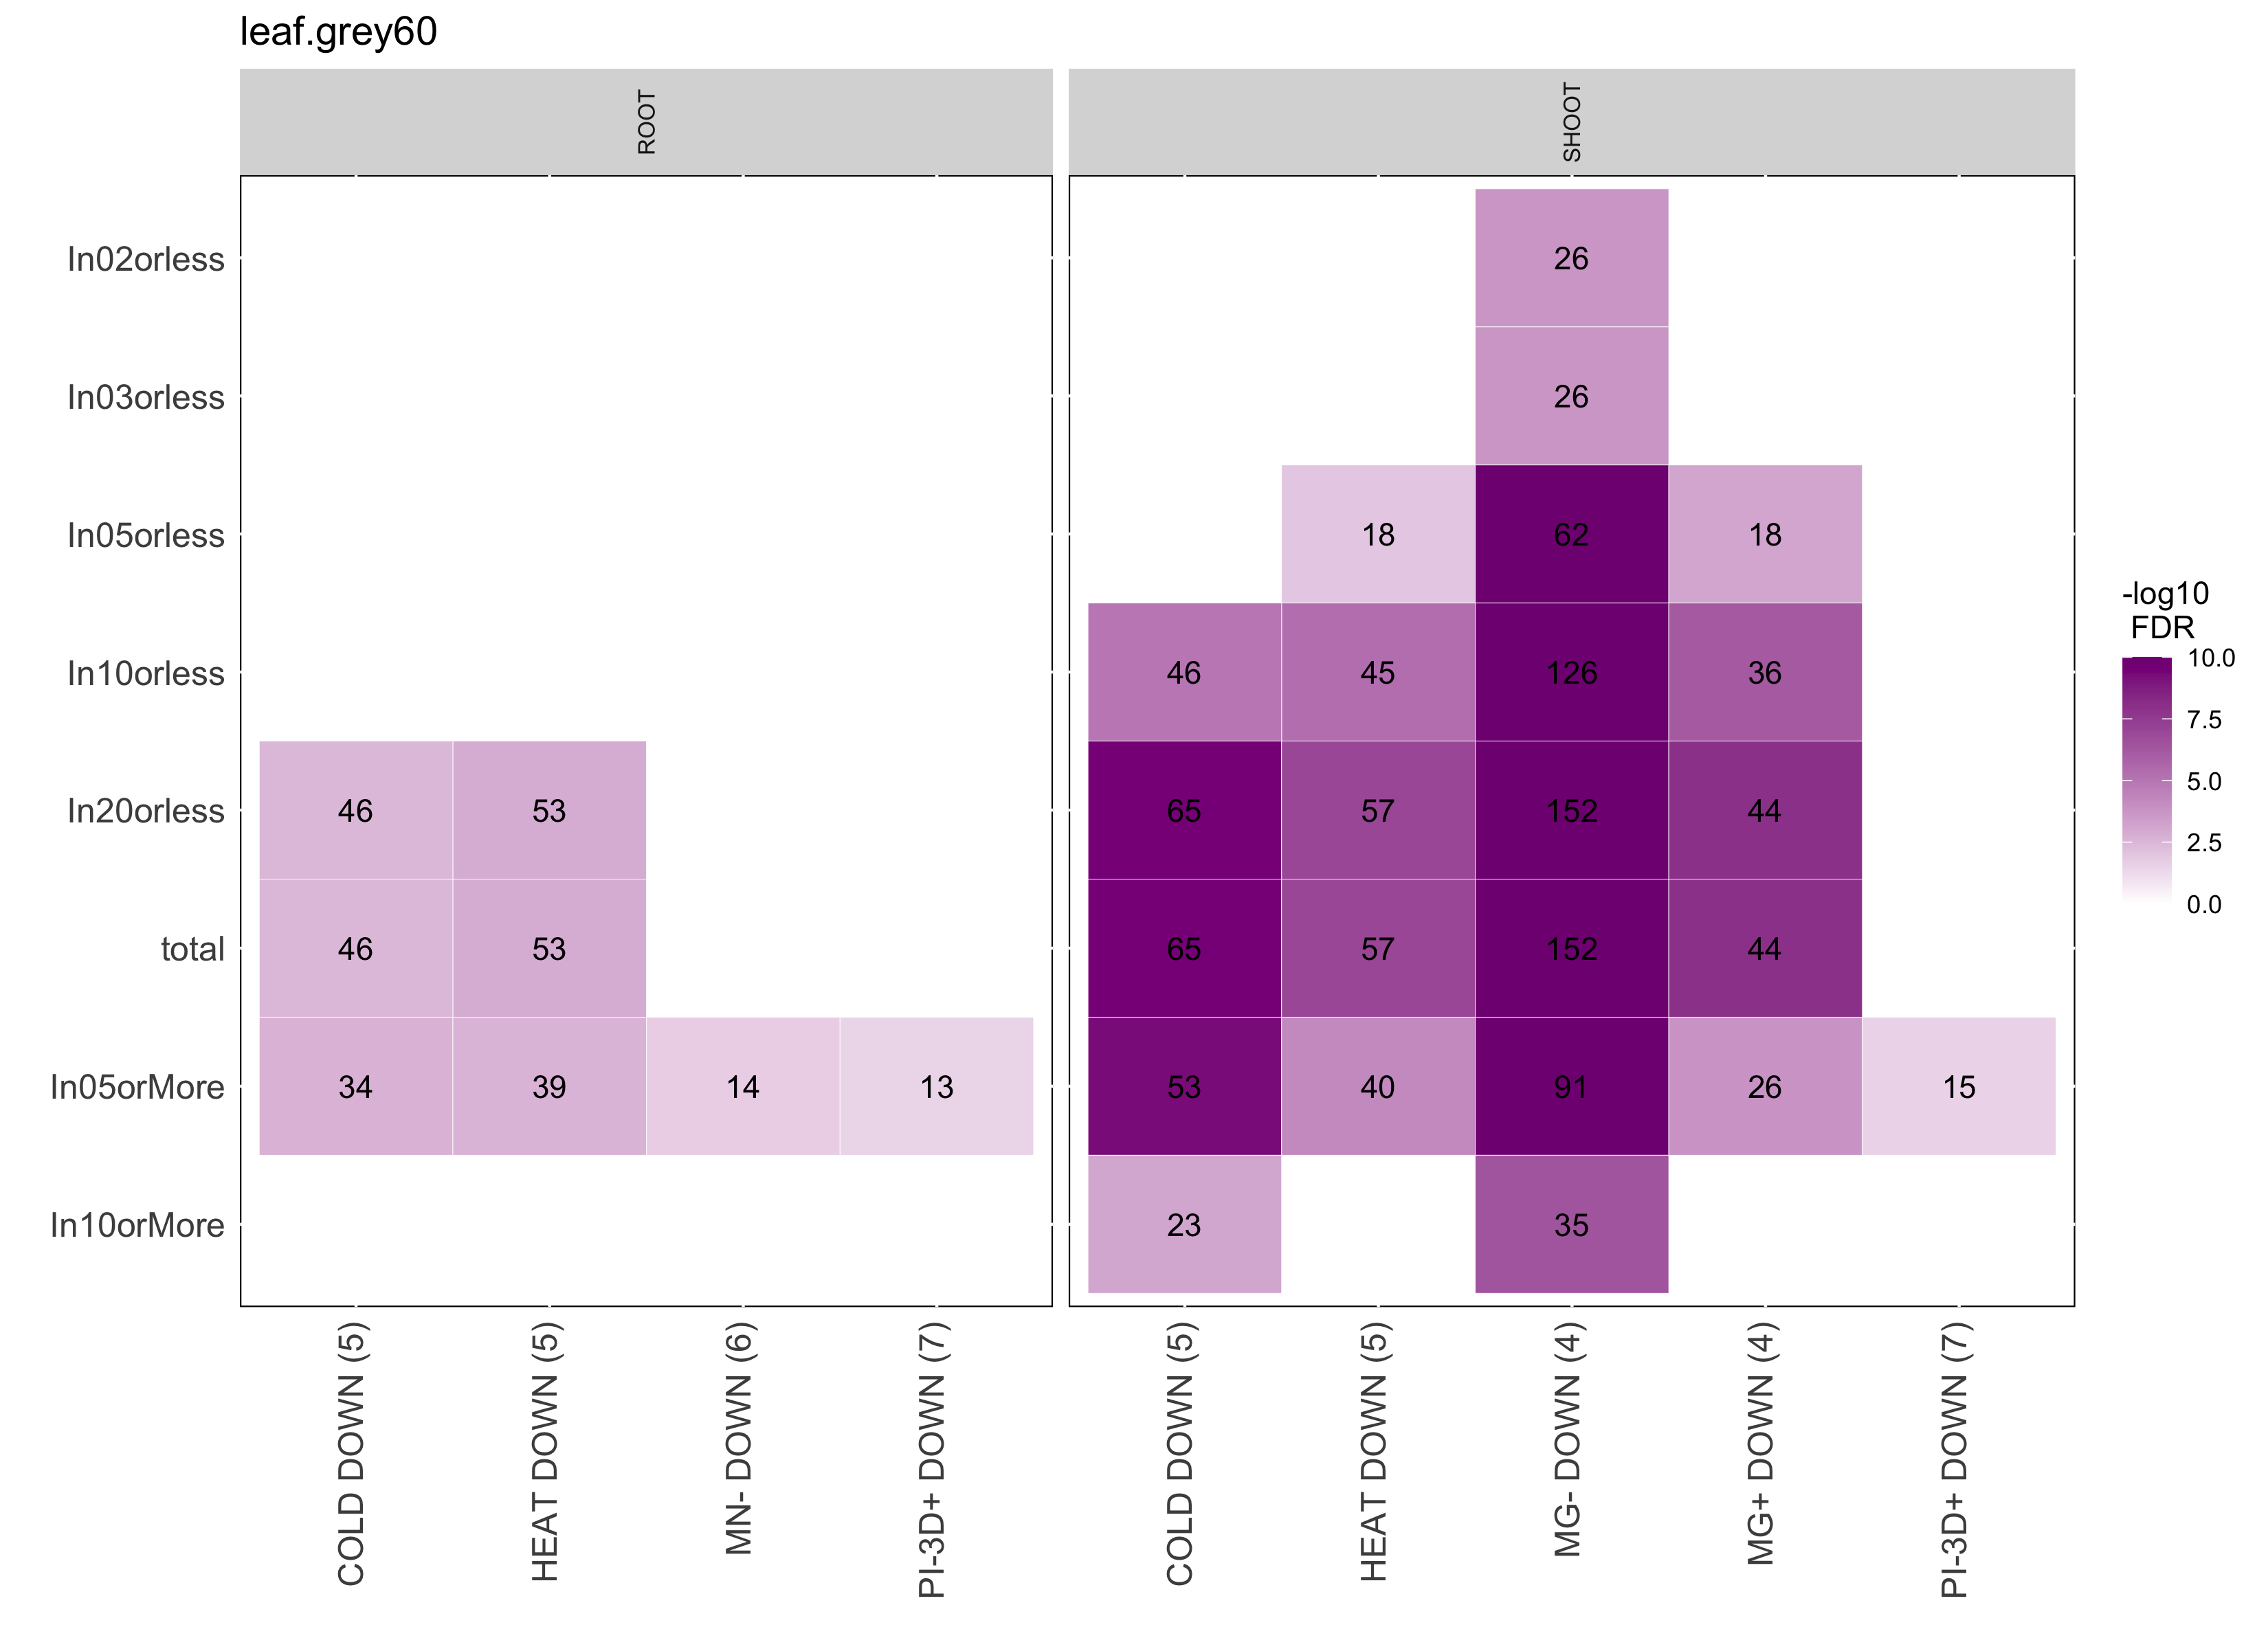 leaf.grey60
ROOT
SHOOT
In02orless
26
In03orless
26
In05orless
18 62 18
In10orless
46 45 126 36
In20orless
46 53 65 57 152 44
total
46 53 65 57 152 44
In05orMore
34 39 14 13 53 40 91 26 15
In10orMore
23 35
COLD DOWN (5)
HEAT DOWN (5)
MN- DOWN (6)
PI-3D+ DOWN (7)
COLD DOWN (5)
HEAT DOWN (5)
MG- DOWN (4)
MG+ DOWN (4)
PI-3D+ DOWN (7)
-log10
FDR
10.0
7.5
5.0
2.5
0.0